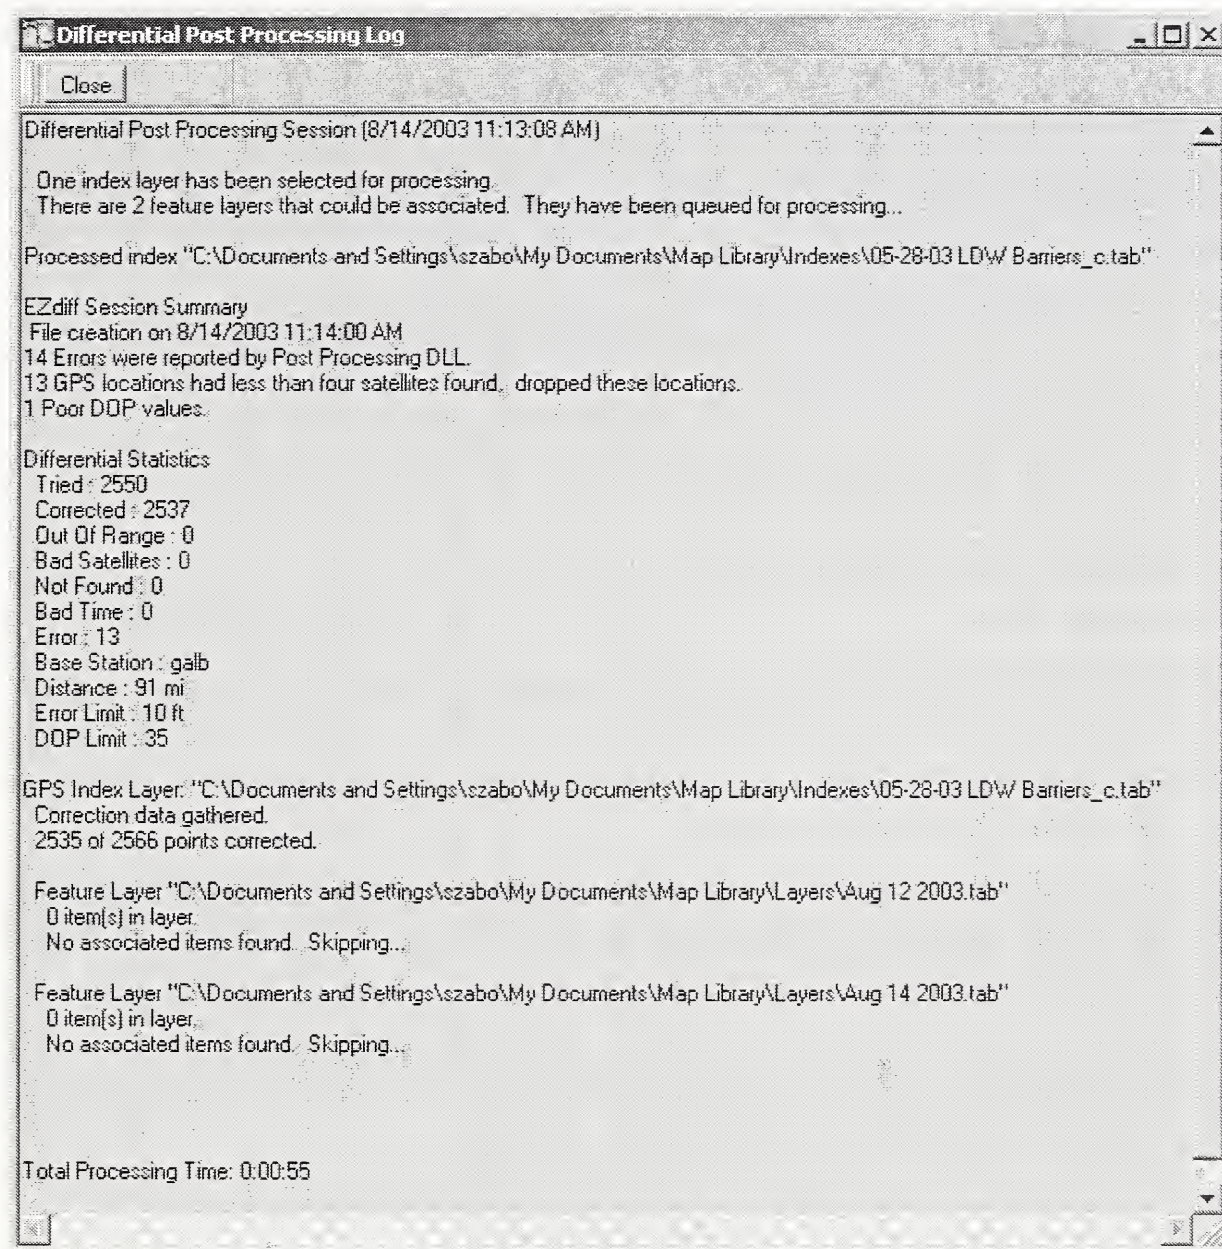 Differential Post Processing Log
Close
Differential Post Processing Session (8/14/2003 11:13:08 AM)
One index layer has been selected for processing.
There are 2 feature layers that could be associated. They have been queued for processing...
Processed index "C:\Documents and Settings\szabo\My Documents\Map Library\Indexes\05-28-03 LDW Barriers_c.tab"
EZdiff Session Summary
File creation on 8/14/2003 11:14:00 AM
14 Errors were reported by Post Processing DLL.
13 GPS locations had less than four satellites found, dropped these locations.
1 Poor DOP values.
Differential Statistics
Tried : 2550
Corrected : 2537
Out Of Range : 0
Bad Satellites : 0
Not Found : 0
Bad Time : 0
Error : 13
Base Station : galb
Distance : 91 mi
Error Limit : 10 ft
DOP Limit : 35
GPS Index Layer: "C:\Documents and Settings\szabo\My Documents\Map Library\Indexes\05-28-03 LDW Barriers_c.tab"
Correction data gathered.
2535 of 2566 points corrected.
Feature Layer "C:\Documents and Settings\szabo\My Documents\Map Library\Layers\Aug 12 2003.tab"
0 item(s) in layer.
No associated items found. Skipping...
Feature Layer "C:\Documents and Settings\szabo\My Documents\Map Library\Layers\Aug 14 2003.tab"
0 item(s) in layer.
No associated items found. Skipping...
Total Processing Time: 0:00:55